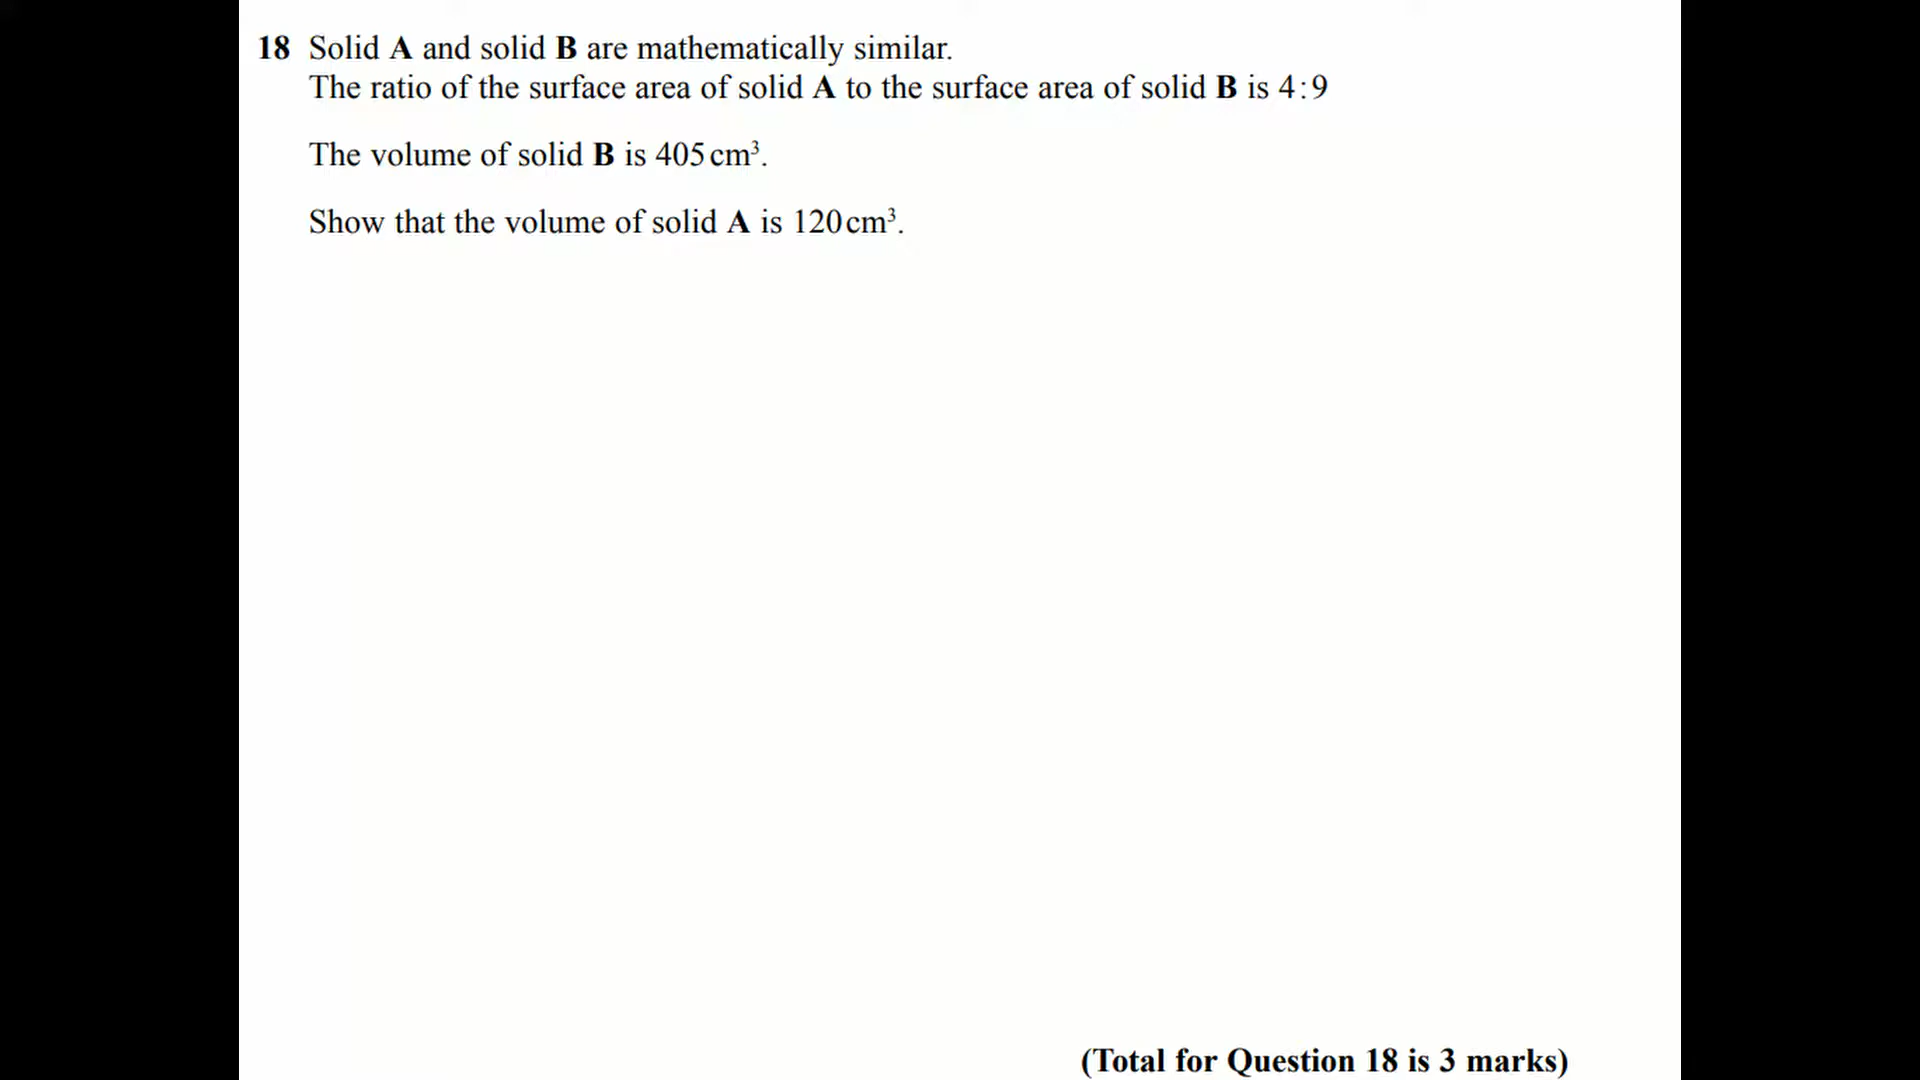 18 Solid A and solid B are mathematically similar.
The ratio of the surface area of solid A to the surface area of solid B is 4:9
The volume of solid B is 405 cm³.
Show that the volume of solid A is 120 cm³.
(Total for Question 18 is 3 marks)